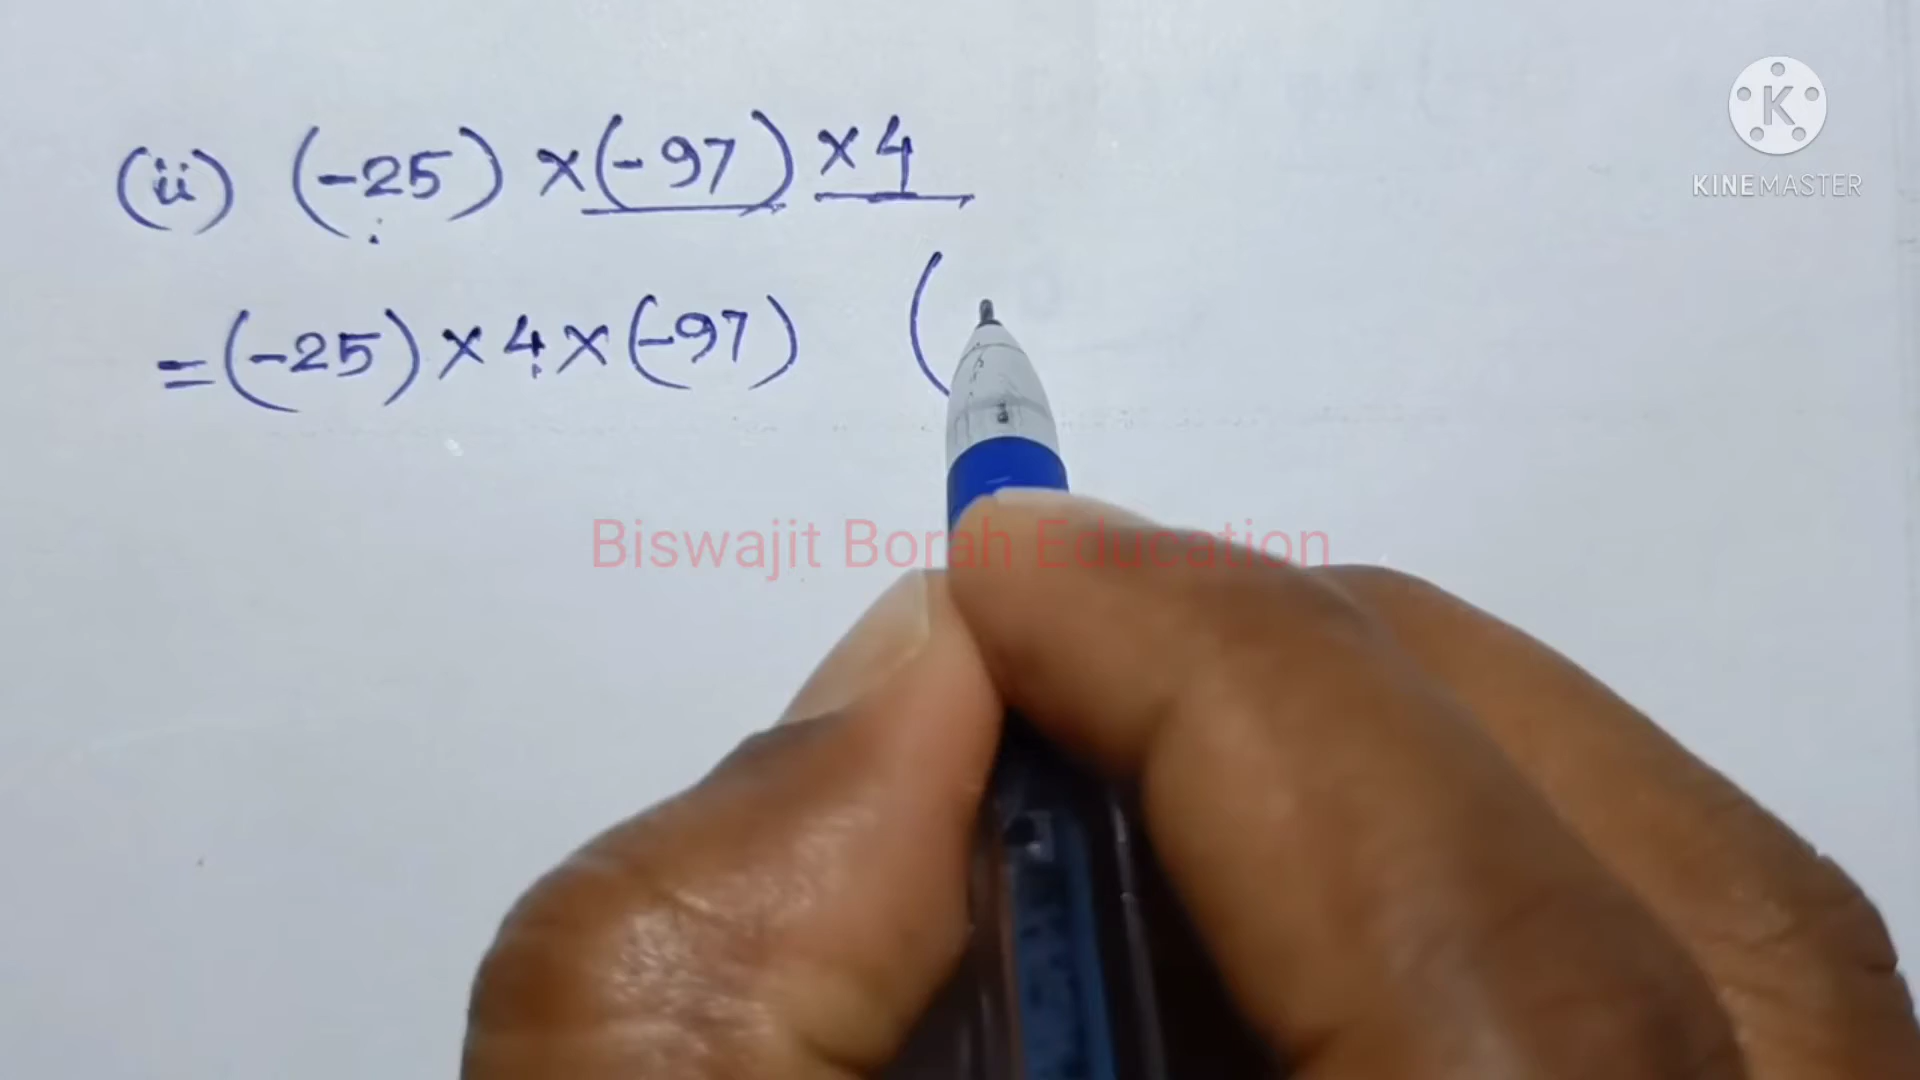 (ii) (-25) ×(-97) ×4
=(-25)×4×(-97) (
KINEMASTER
Biswajit Borah Education